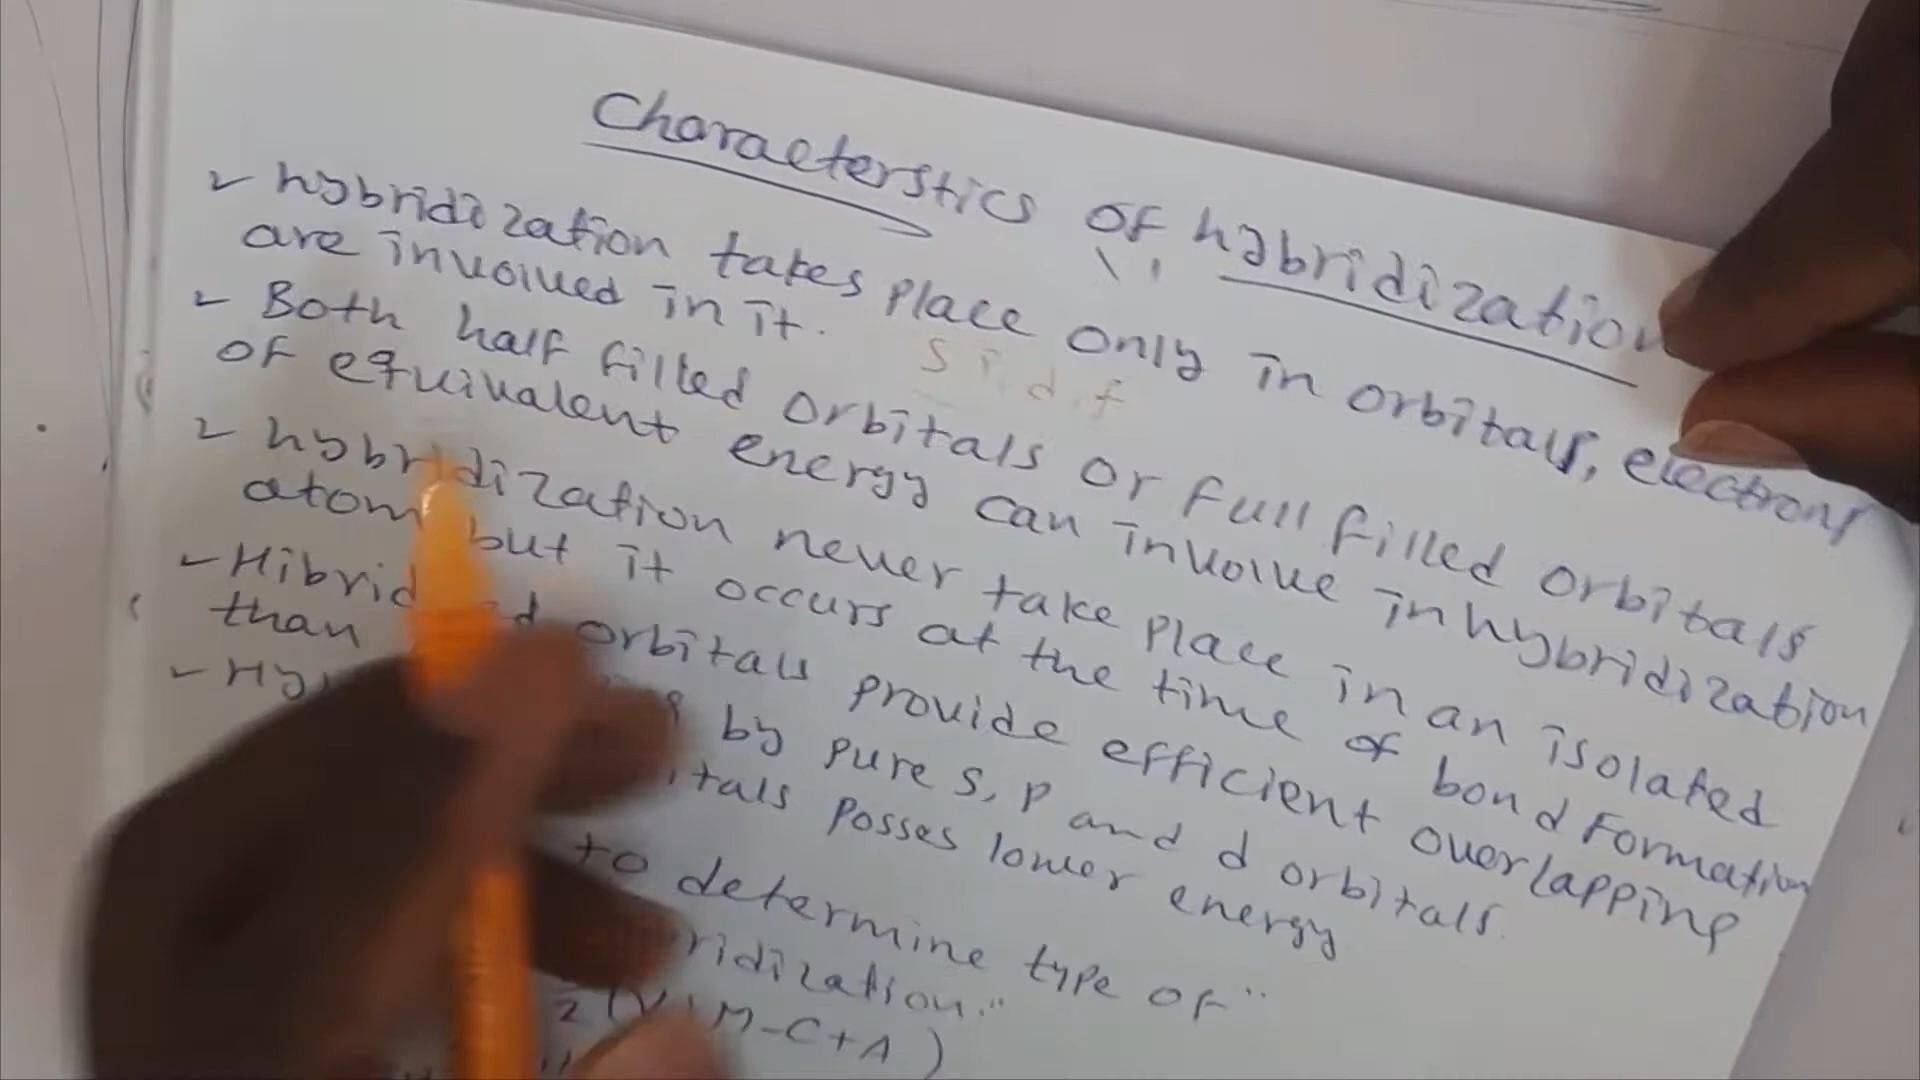 Characterstics of hybridization
hybridization takes place only in orbitals, electrons
are involved in it.
s p, d, f
Both half filled orbitals or full filled orbitals
of equivalent energy can involve in hybridization
hybridization never take place in an isolated
atom but it occurs at the time of bond formation
orbitals provide efficient overlapping
than by pure s, p and d orbitals.
posses lower energy
to determine type of"
M-C+A)